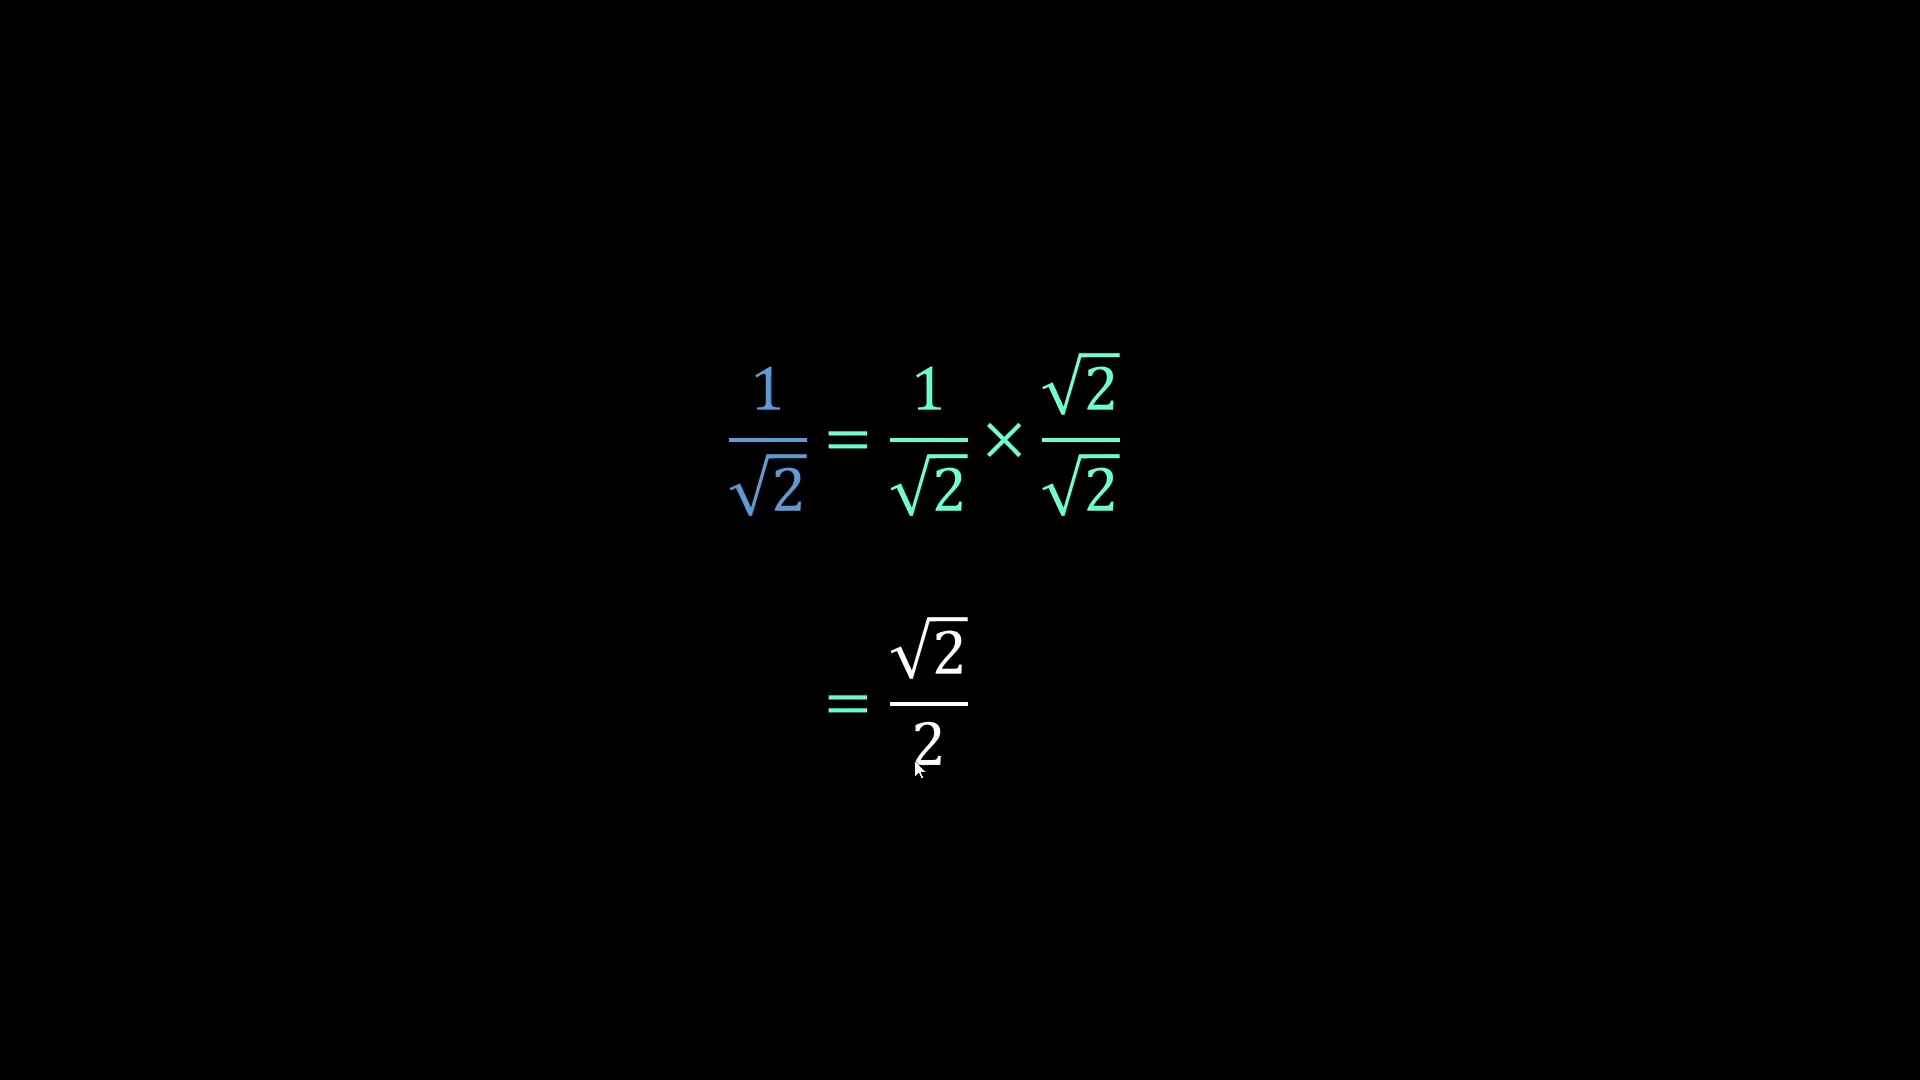 1/√2 = 1/√2 × √2/√2
= √2/2